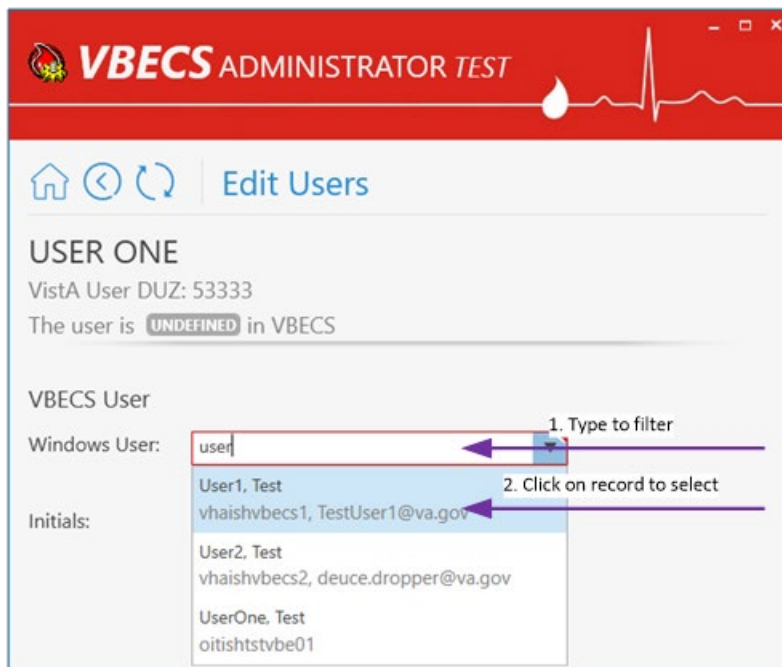 VBECS ADMINISTRATOR TEST
Edit Users
USER ONE
VistA User DUZ: 53333
The user is UNDEFINED in VBECS
VBECS User
1. Type to filter
Windows User: user
User1, Test
2. Click on record to select
vhaishvbecs1, TestUser1@va.gov
Initials:
User2, Test
vhaishvbecs2, deuce.dropper@va.gov
UserOne, Test
oitishtstvbe01